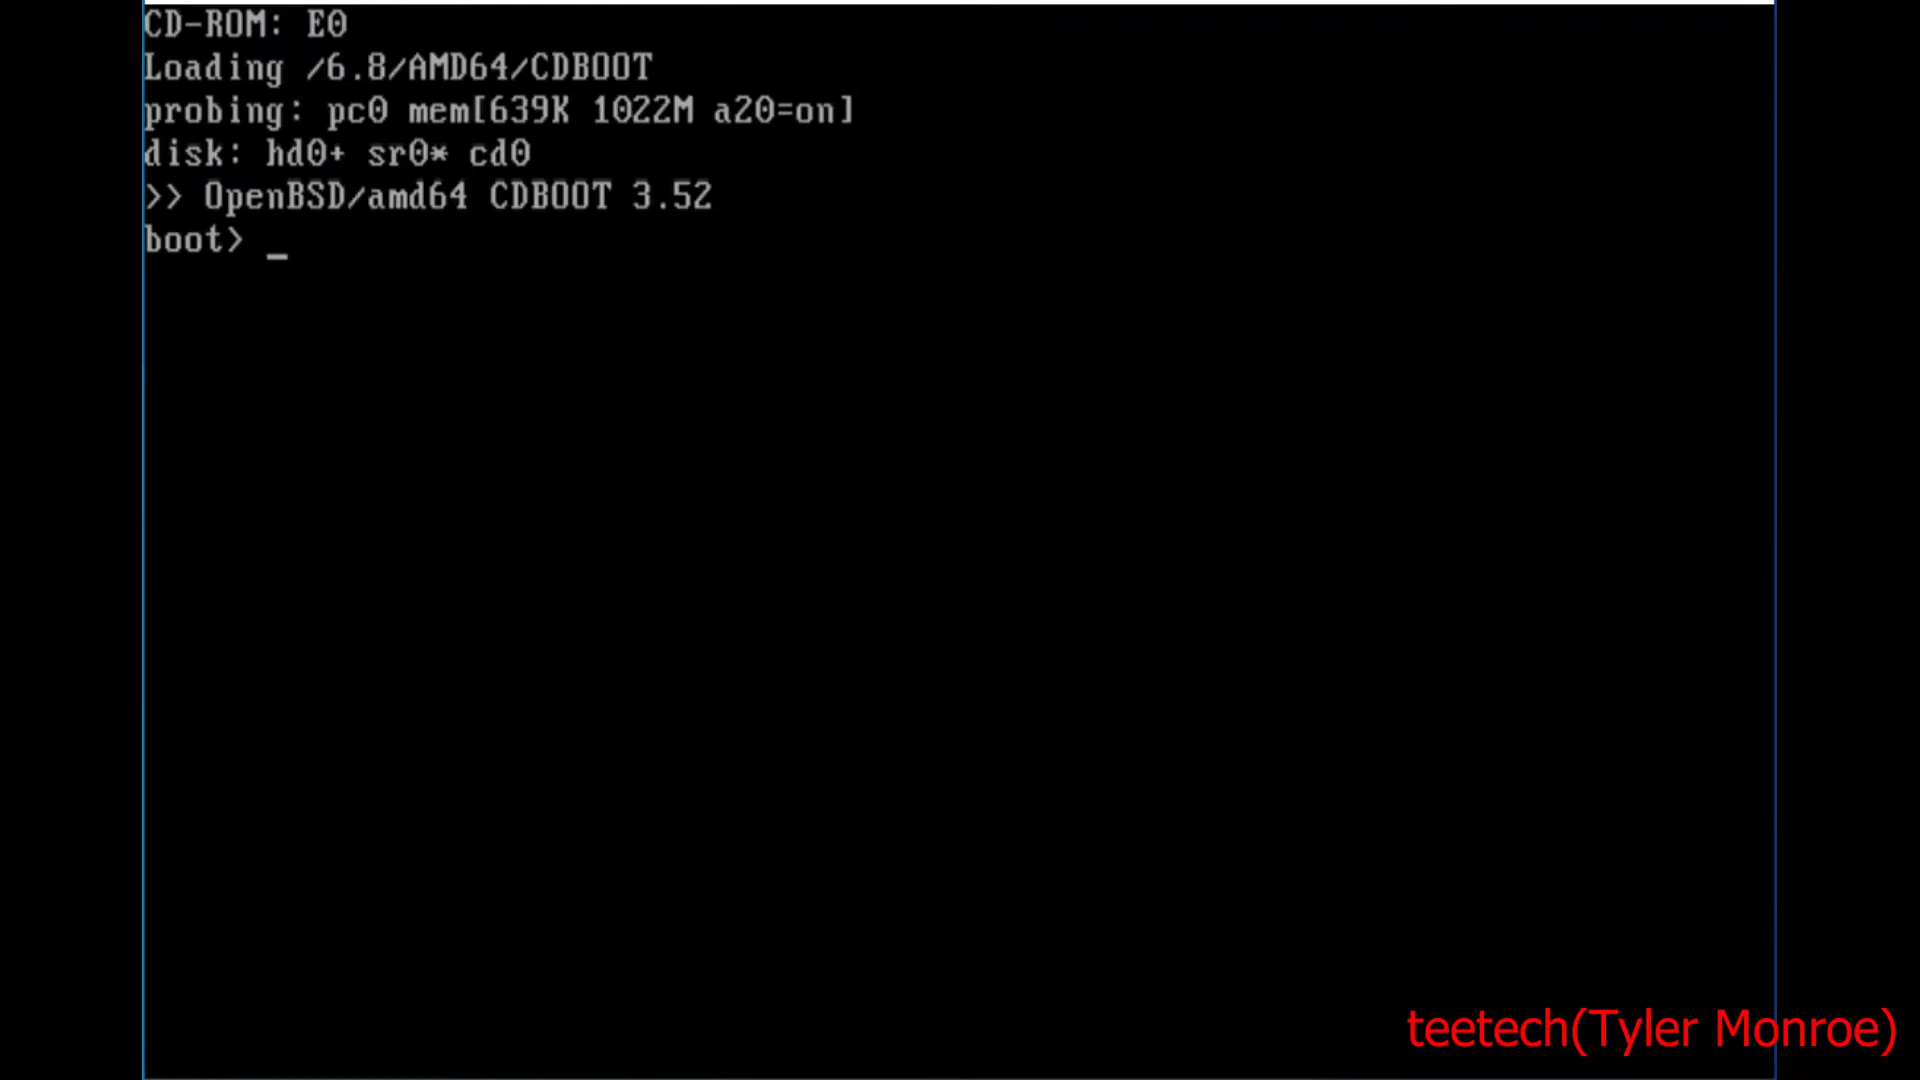 CD-ROM: E0
Loading /6.8/AMD64/CDBOOT
probing: pc0 mem[639K 1022M a20=on]
disk: hd0+ sr0* cd0
>> OpenBSD/amd64 CDBOOT 3.52
boot> _
teetech(Tyler Monroe)